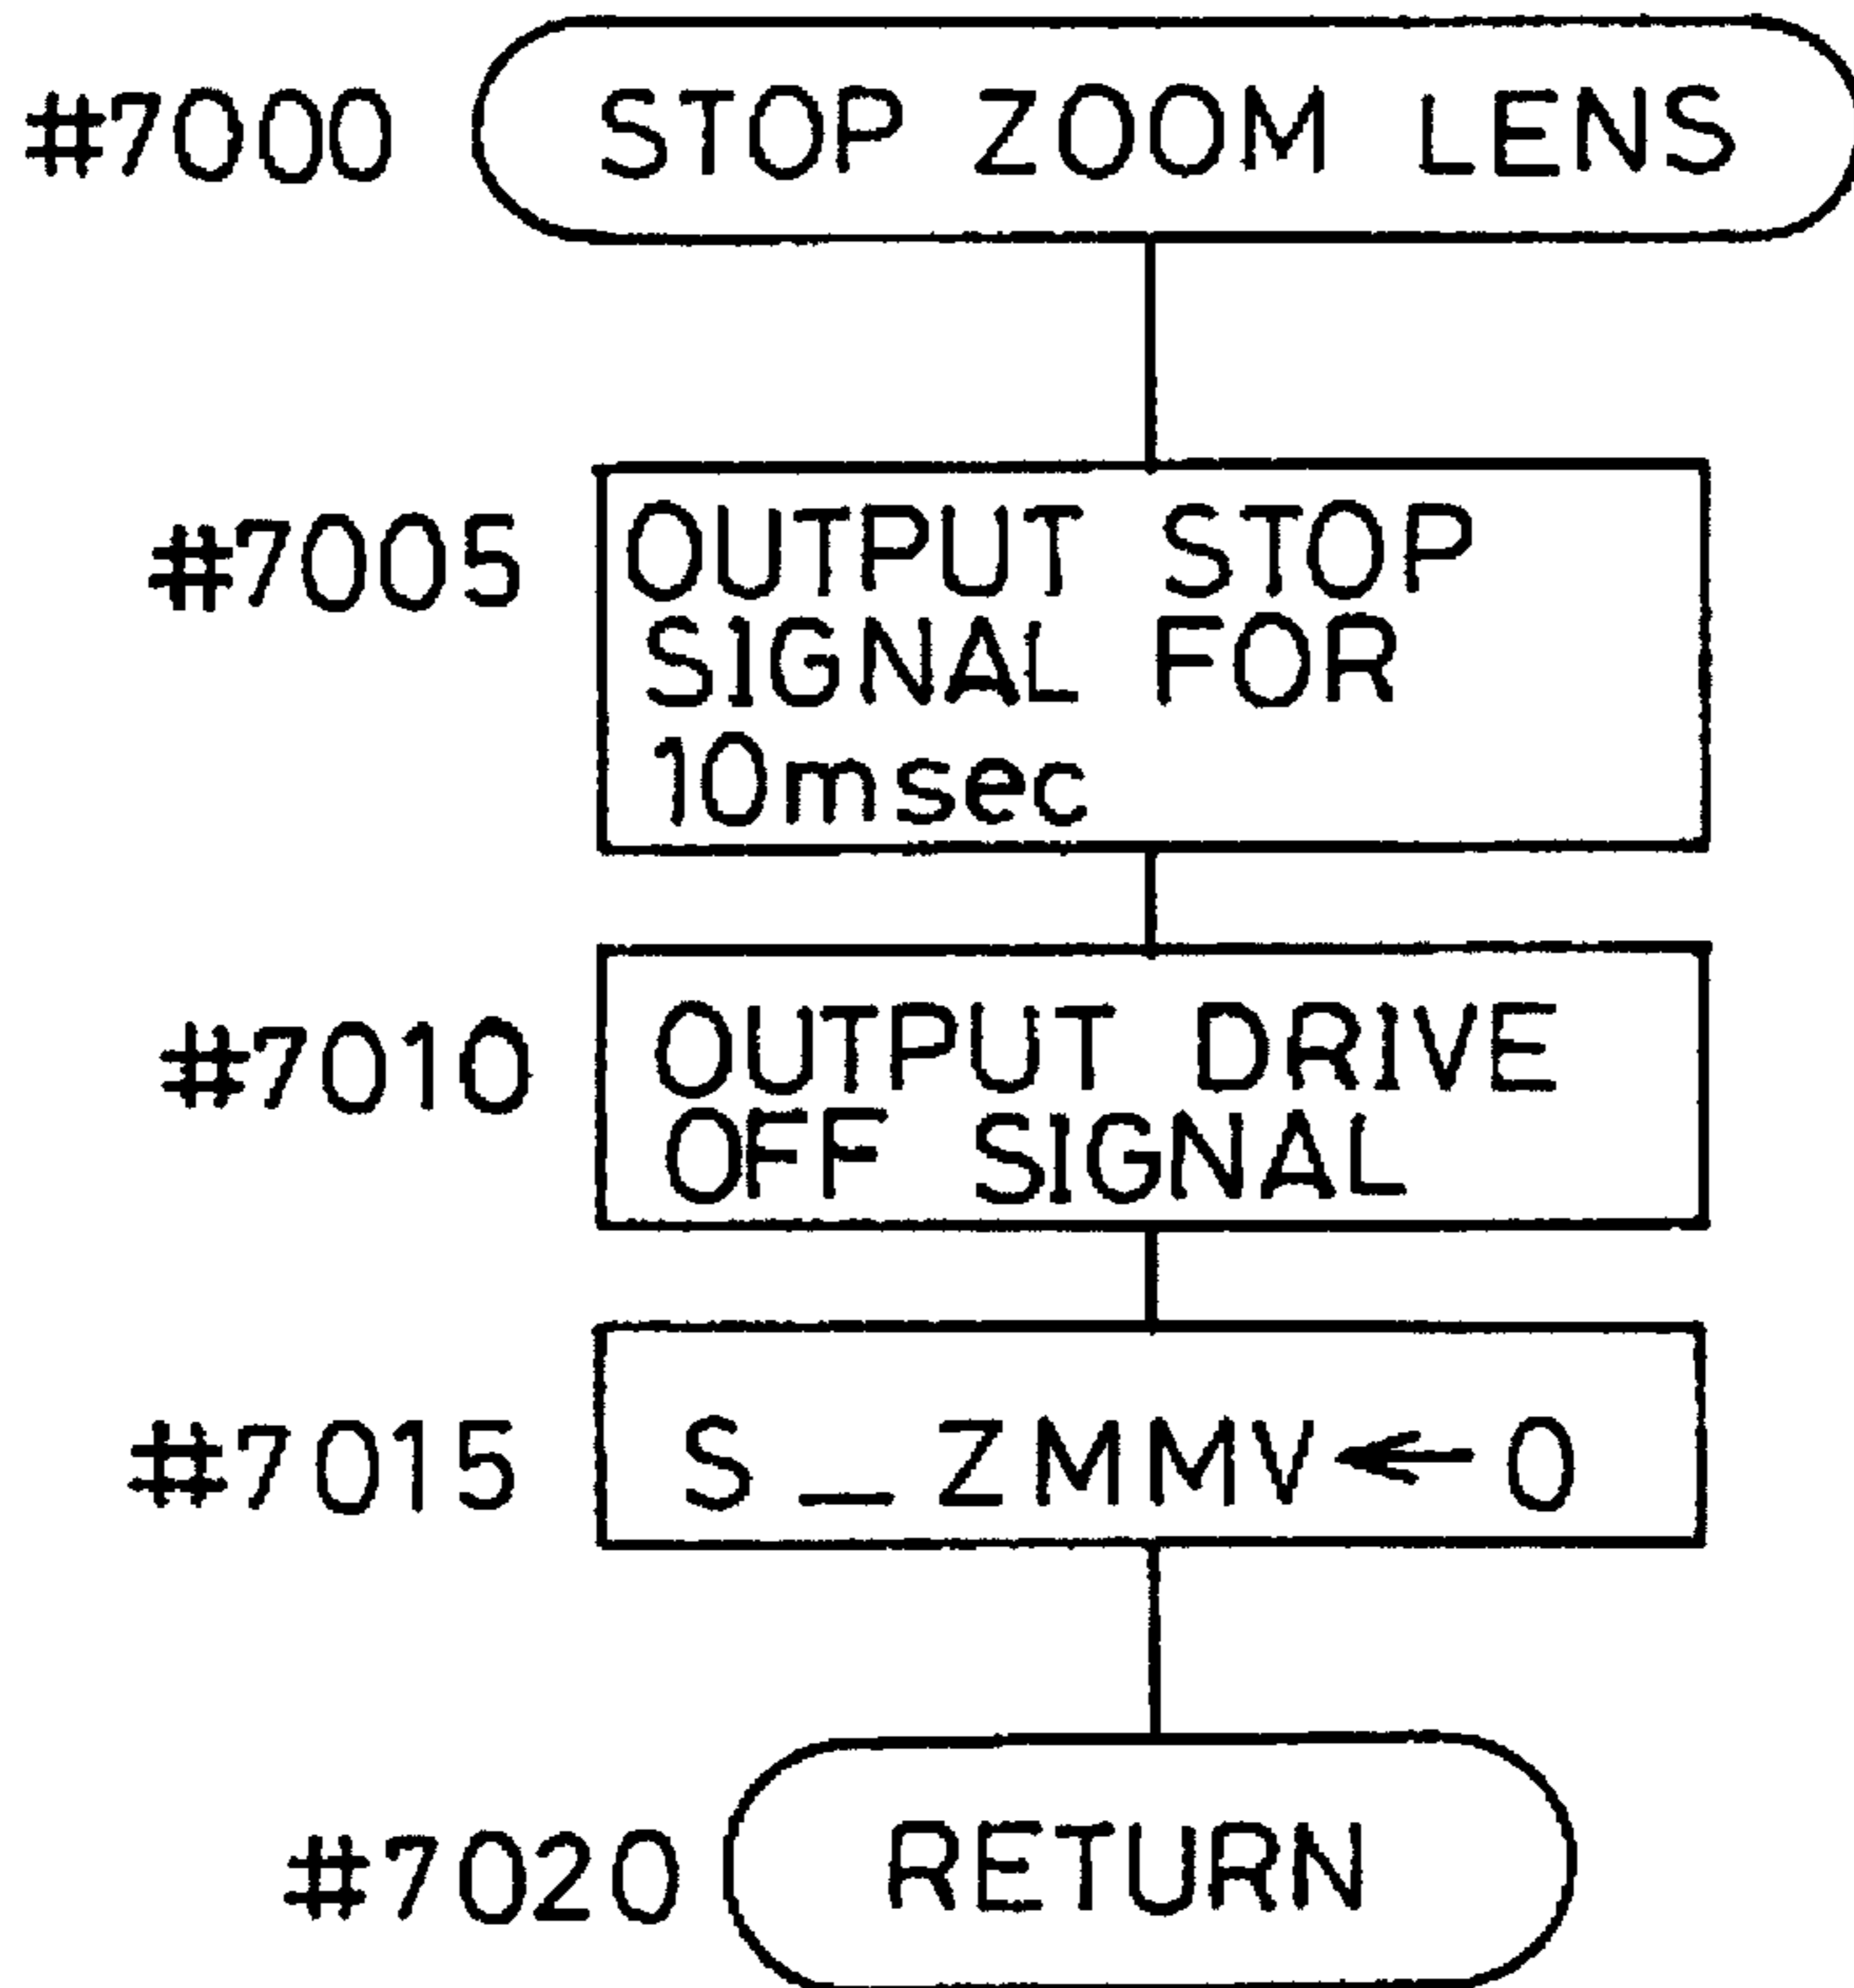 #7000 STOP ZOOM LENS
#7005 OUTPUT STOP
SIGNAL FOR
10msec
#7010 OUTPUT DRIVE
OFF SIGNAL
#7015 S_ZMMV← 0
#7020 RETURN